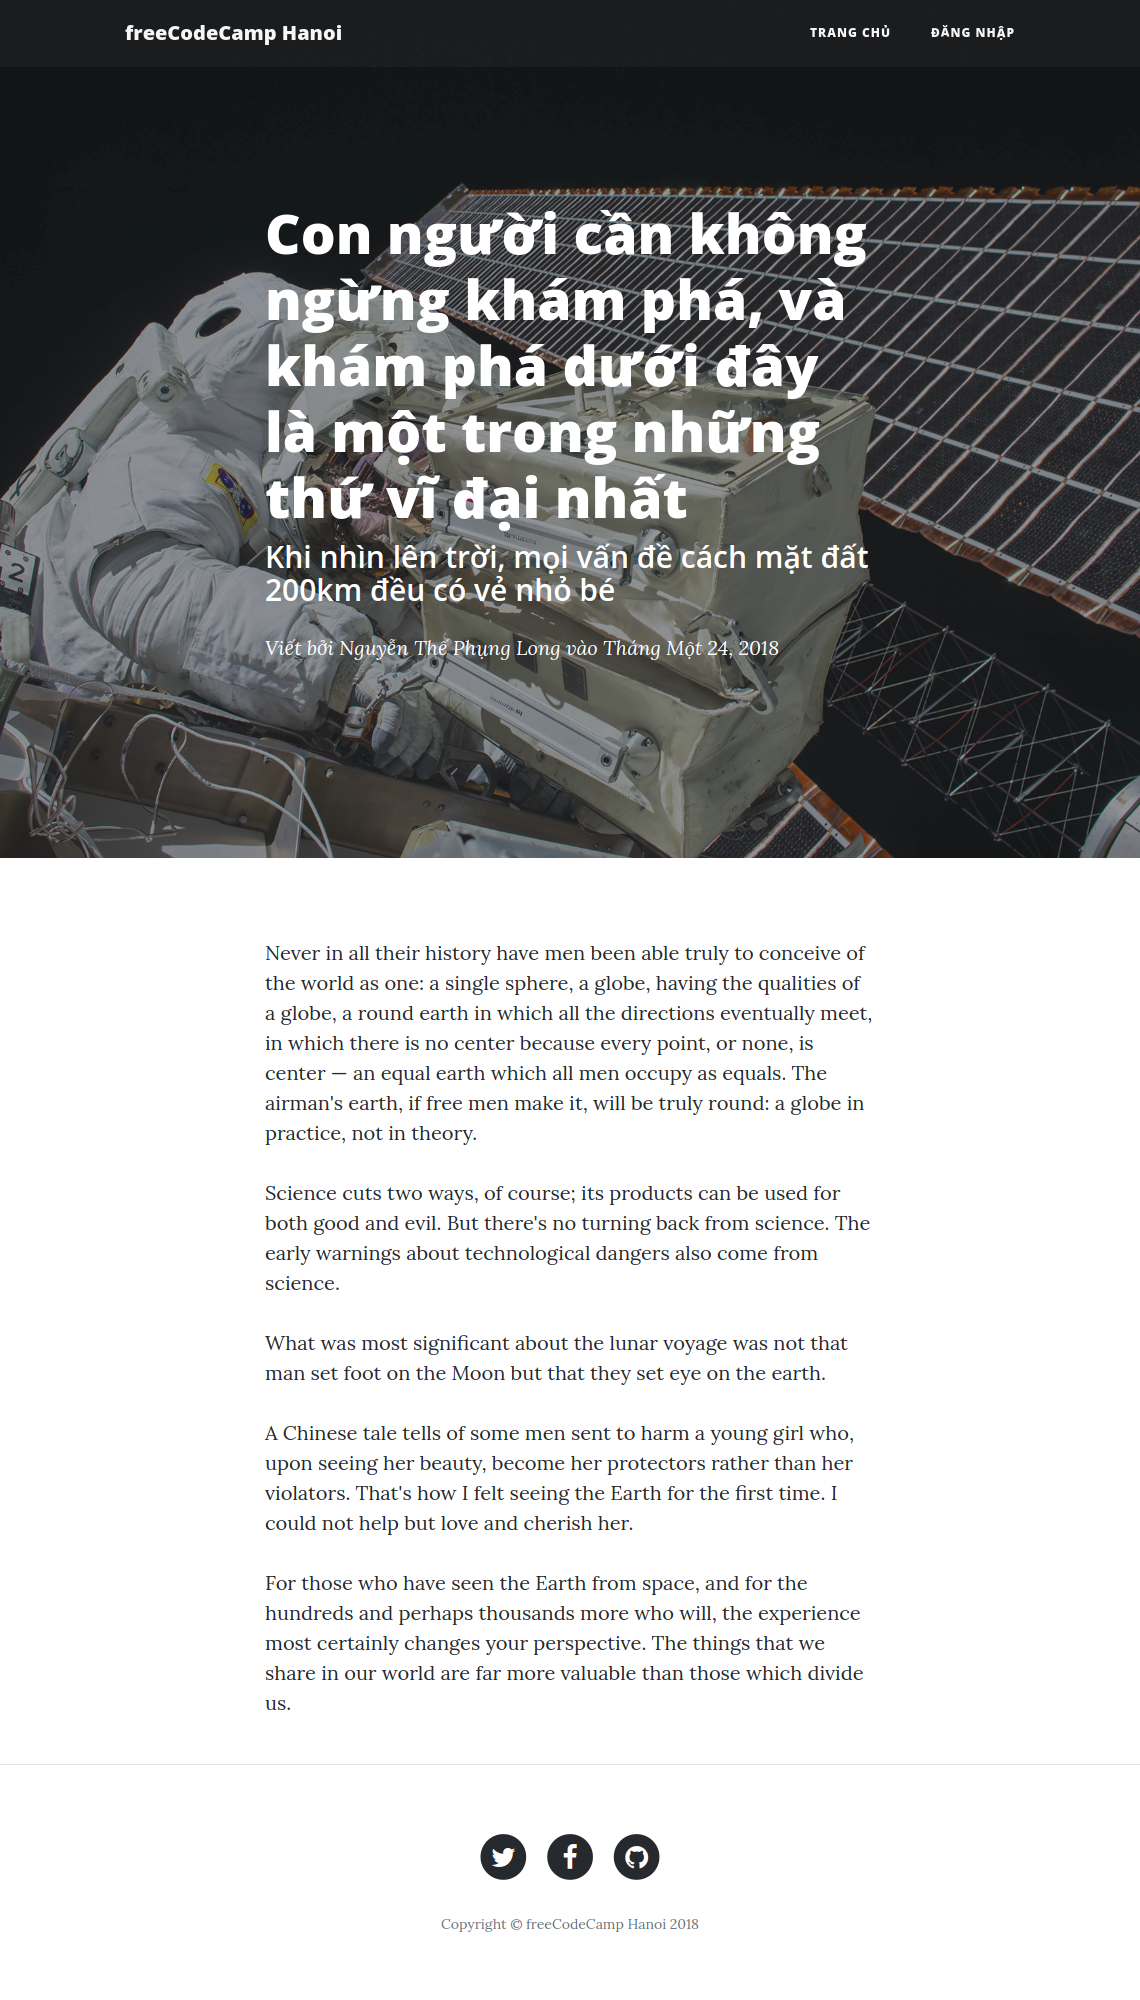 freeCodeCamp Hanoi
TRANG CHỦ
ĐĂNG NHẬP
Con người cần không
ngừng khám phá, và
khám phá dưới đây
là một trong những
thứ vĩ đại nhất
Khi nhìn lên trời, mọi vấn đề cách mặt đất
200km đều có vẻ nhỏ bé
Viết bởi Nguyễn Thế Phụng Long vào Tháng Một 24, 2018
Never in all their history have men been able truly to conceive of
the world as one: a single sphere, a globe, having the qualities of
a globe, a round earth in which all the directions eventually meet,
in which there is no center because every point, or none, is
center — an equal earth which all men occupy as equals. The
airman's earth, if free men make it, will be truly round: a globe in
practice, not in theory.
Science cuts two ways, of course; its products can be used for
both good and evil. But there's no turning back from science. The
early warnings about technological dangers also come from
science.
What was most significant about the lunar voyage was not that
man set foot on the Moon but that they set eye on the earth.
A Chinese tale tells of some men sent to harm a young girl who,
upon seeing her beauty, become her protectors rather than her
violators. That's how I felt seeing the Earth for the first time. I
could not help but love and cherish her.
For those who have seen the Earth from space, and for the
hundreds and perhaps thousands more who will, the experience
most certainly changes your perspective. The things that we
share in our world are far more valuable than those which divide
us.
Copyright © freeCodeCamp Hanoi 2018